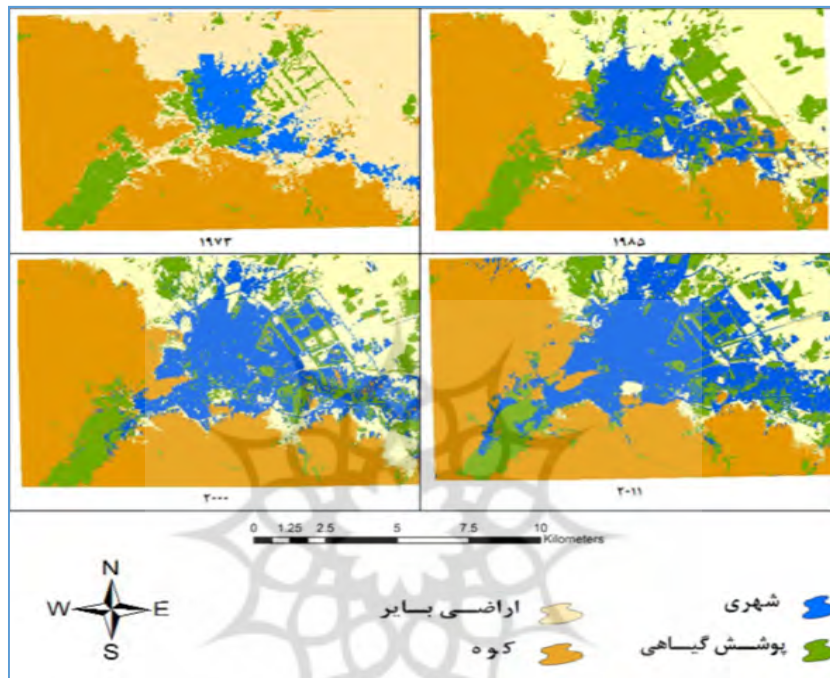 ۱۹۷۳
۱۹۸۵
۲۰۰۰
۲۰۱۱
0 1.25 2.5 5 7.5 10
Kilometers
N
W E
S
شهری
اراضی بایر
پوشش گیاهی
کوه